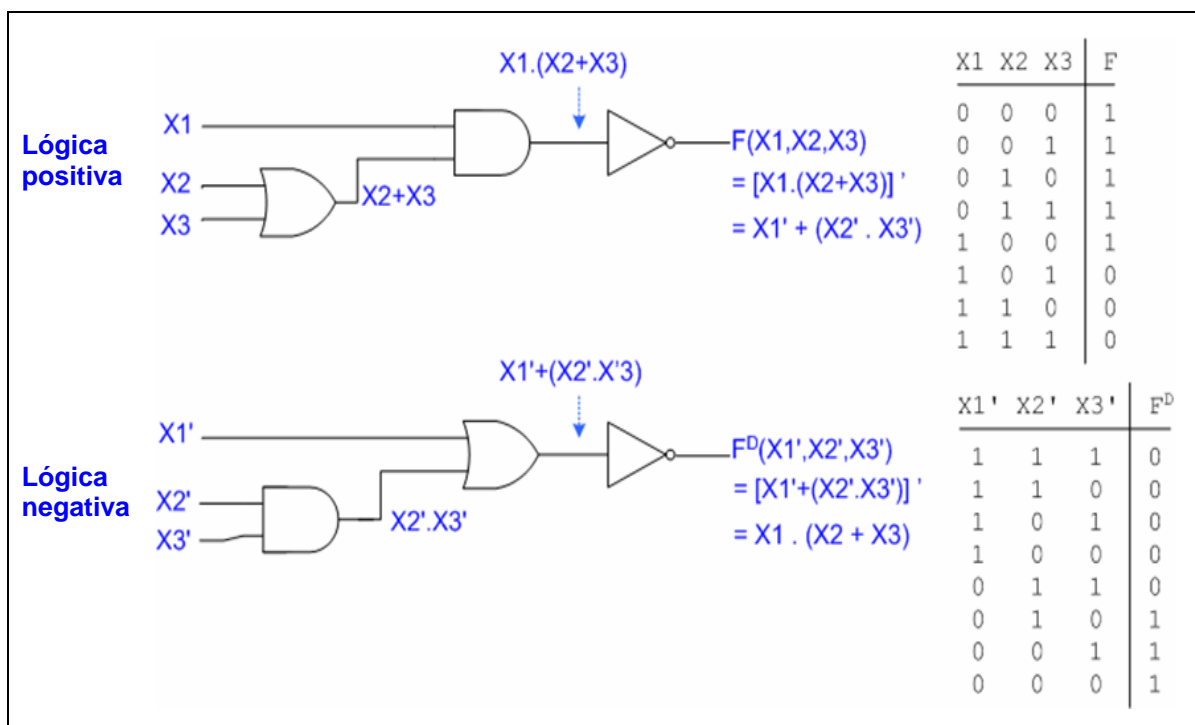 Lógica
positiva
X1
X2
X3
X2+X3
X1.(X2+X3)
F(X1,X2,X3)
= [X1.(X2+X3)] '
= X1' + (X2' . X3')
X1 X2 X3 F
0 0 0 1
0 0 1 1
0 1 0 1
0 1 1 1
1 0 0 1
1 0 1 0
1 1 0 0
1 1 1 0
Lógica
negativa
X1'
X2'
X3'
X2'.X3'
X1'+(X2'.X'3)
Fᴰ(X1',X2',X3')
= [X1'+(X2'.X3')] '
= X1 . (X2 + X3)
X1' X2' X3' Fᴰ
1 1 1 0
1 1 0 0
1 0 1 0
1 0 0 0
0 1 1 0
0 1 0 1
0 0 1 1
0 0 0 1